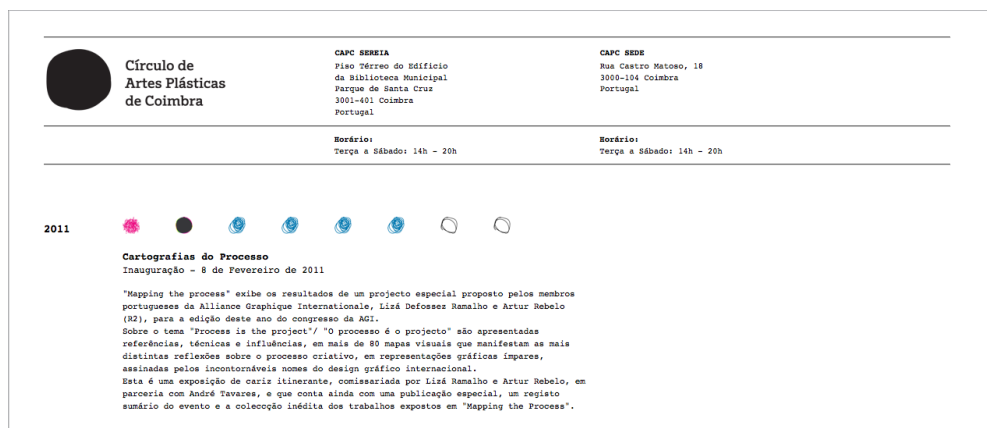 Círculo de
Artes Plásticas
de Coimbra
CAPC SEREIA
Piso Térreo do Edifício
da Biblioteca Municipal
Parque de Santa Cruz
3001-401 Coimbra
Portugal
CAPC SEDE
Rua Castro Matoso, 18
3000-104 Coimbra
Portugal
Horário:
Terça a Sábado: 14h - 20h
Horário:
Terça a Sábado: 14h - 20h
2011
Cartografias do Processo
Inauguração - 8 de Fevereiro de 2011
"Mapping the process" exibe os resultados de um projecto especial proposto pelos membros
portugueses da Alliance Graphique Internationale, Lizá Defossez Ramalho e Artur Rebelo
(R2), para a edição deste ano do congresso da AGI.
Sobre o tema "Process is the project"/ "O processo é o projecto" são apresentadas
referências, técnicas e influências, em mais de 80 mapas visuais que manifestam as mais
distintas reflexões sobre o processo criativo, em representações gráficas ímpares,
assinadas pelos incontornáveis nomes do design gráfico internacional.
Esta é uma exposição de cariz itinerante, comissariada por Lizá Ramalho e Artur Rebelo, em
parceria com André Tavares, e que conta ainda com uma publicação especial, um registo
sumário do evento e a colecção inédita dos trabalhos expostos em "Mapping the Process".